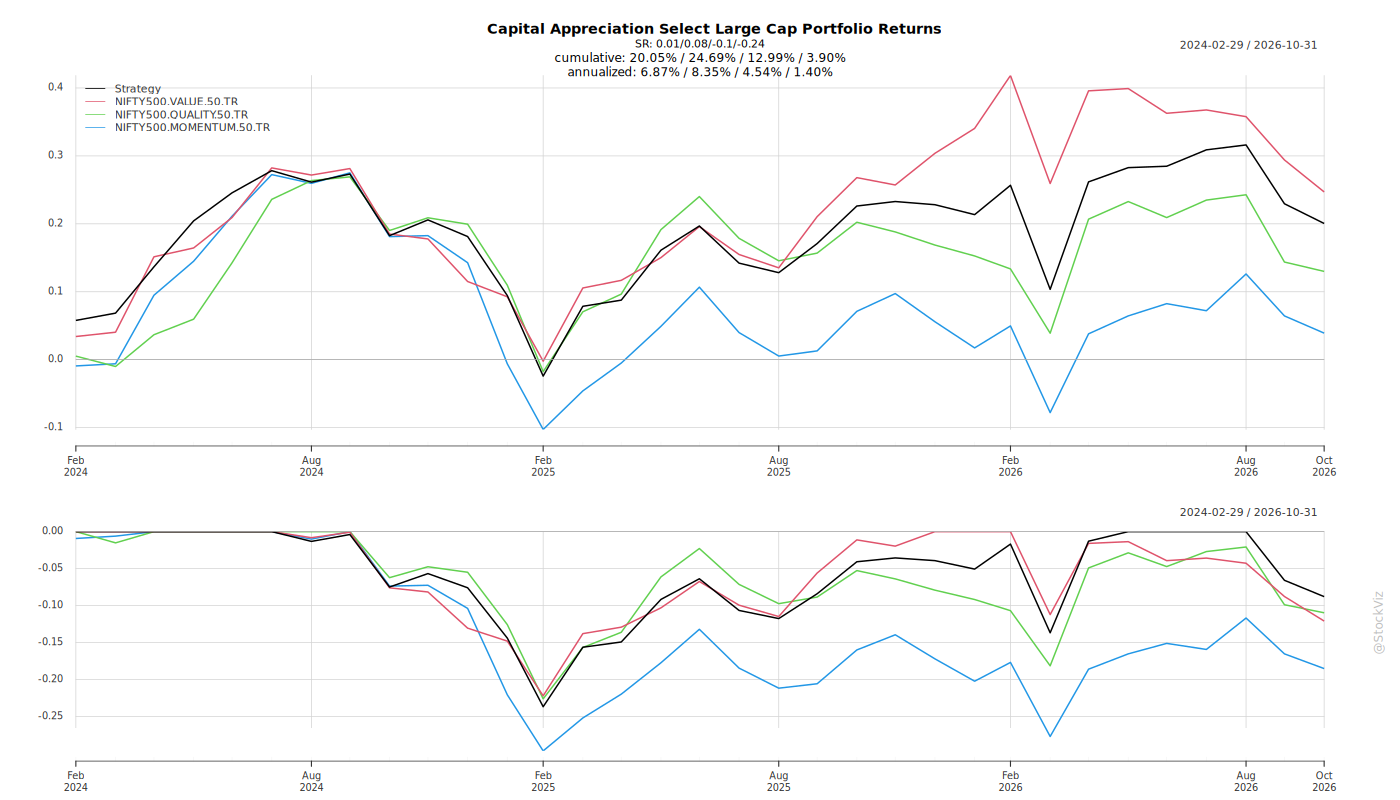 Capital Appreciation Select Large Cap Portfolio Returns
SR: 0.01/0.08/-0.1/-0.24
cumulative: 20.05% / 24.69% / 12.99% / 3.90%
annualized: 6.87% / 8.35% / 4.54% / 1.40%
2024-02-29 / 2026-10-31
Strategy
NIFTY500.VALUE.50.TR
NIFTY500.QUALITY.50.TR
NIFTY500.MOMENTUM.50.TR
0.4
0.3
0.2
0.1
0.0
-0.1
Feb 2024
Aug 2024
Feb 2025
Aug 2025
Feb 2026
Aug 2026
Oct 2026
2024-02-29 / 2026-10-31
0.00
-0.05
-0.10
-0.15
-0.20
-0.25
Feb 2024
Aug 2024
Feb 2025
Aug 2025
Feb 2026
Aug 2026
Oct 2026
@StockViz